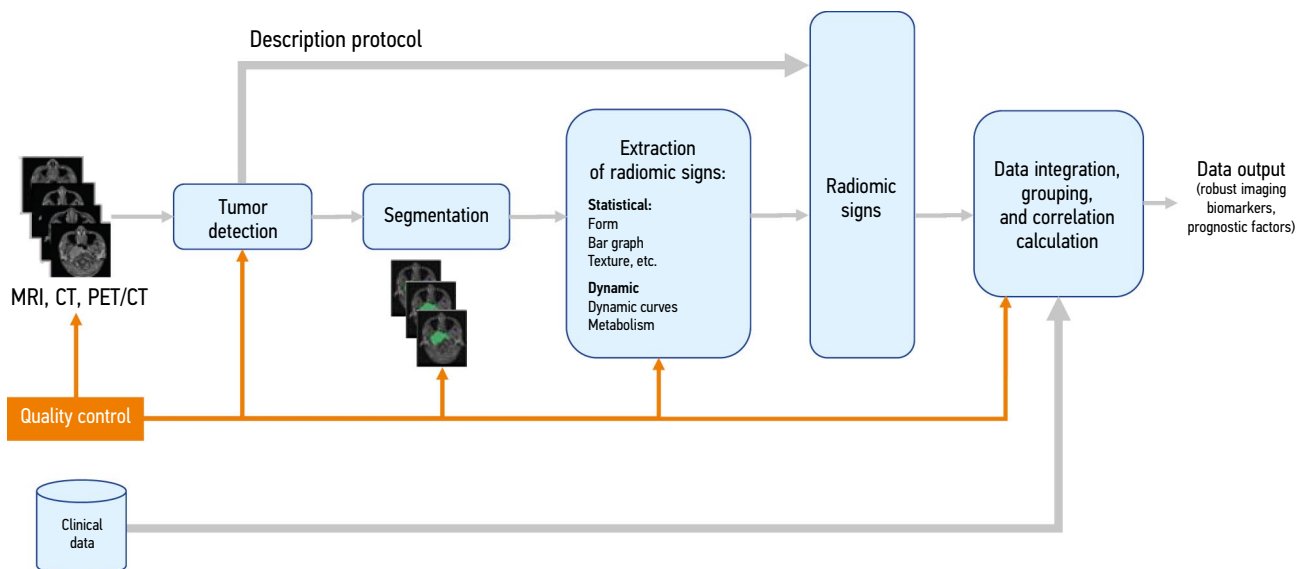 Description protocol
MRI, CT, PET/CT
Tumor
detection
Segmentation
Extraction
of radiomic signs:
Statistical:
Form
Bar graph
Texture, etc.
Dynamic
Dynamic curves
Metabolism
Radiomic
signs
Data integration,
grouping,
and correlation
calculation
Data output
(robust imaging
biomarkers,
prognostic factors)
Quality control
Clinical
data